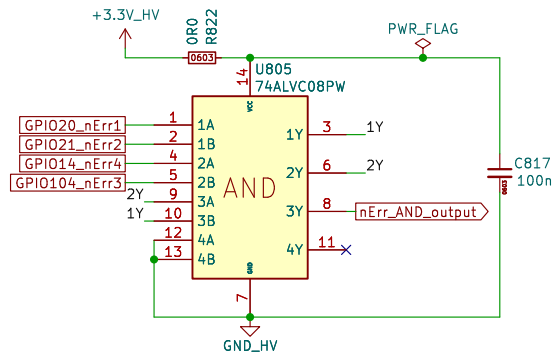 +3.3V_HV
0R0
R822
0603
PWR_FLAG
14
U805
74ALVC08PW
VCC
GPIO20_nErr1
1
1A
1Y
3
1Y
GPIO21_nErr2
2
1B
GPIO14_nErr4
4
2A
2Y
6
2Y
GPIO104_nErr3
5
2B
AND
2Y
9
3A
1Y
10
3B
3Y
8
nErr_AND_output
12
4A
13
4B
4Y
11
C817
100n
0603
GND
7
GND_HV